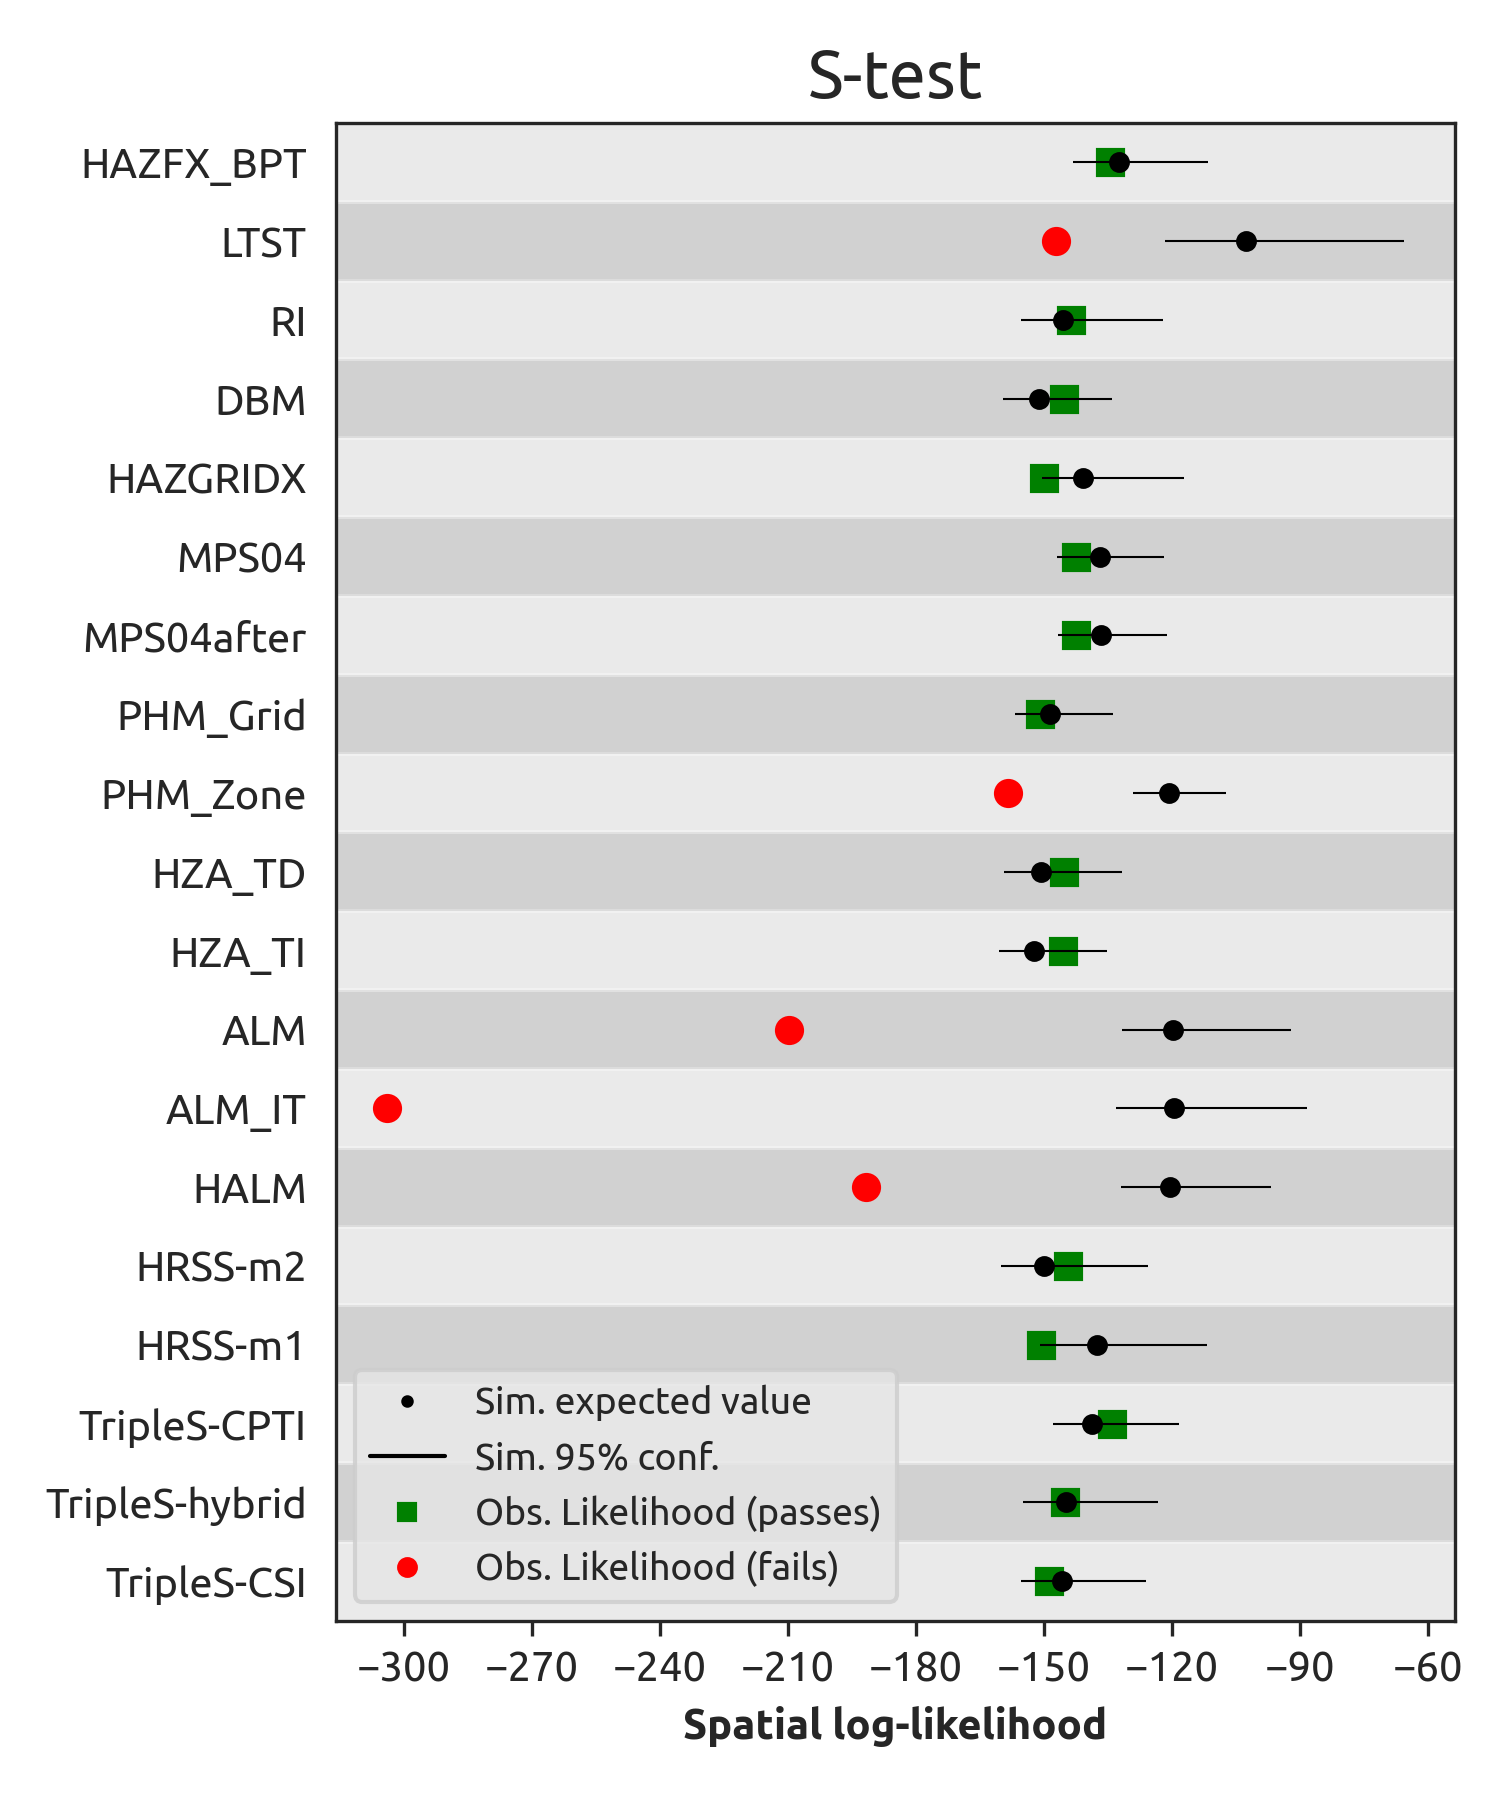 S-test
HAZFX_BPT
LTST
RI
DBM
HAZGRIDX
MPS04
MPS04after
PHM_Grid
PHM_Zone
HZA_TD
HZA_TI
ALM
ALM_IT
HALM
HRSS-m2
HRSS-m1
TripleS-CPTI
TripleS-hybrid
TripleS-CSI
Sim. expected value
Sim. 95% conf.
Obs. Likelihood (passes)
Obs. Likelihood (fails)
−300 −270 −240 −210 −180 −150 −120 −90 −60
Spatial log-likelihood